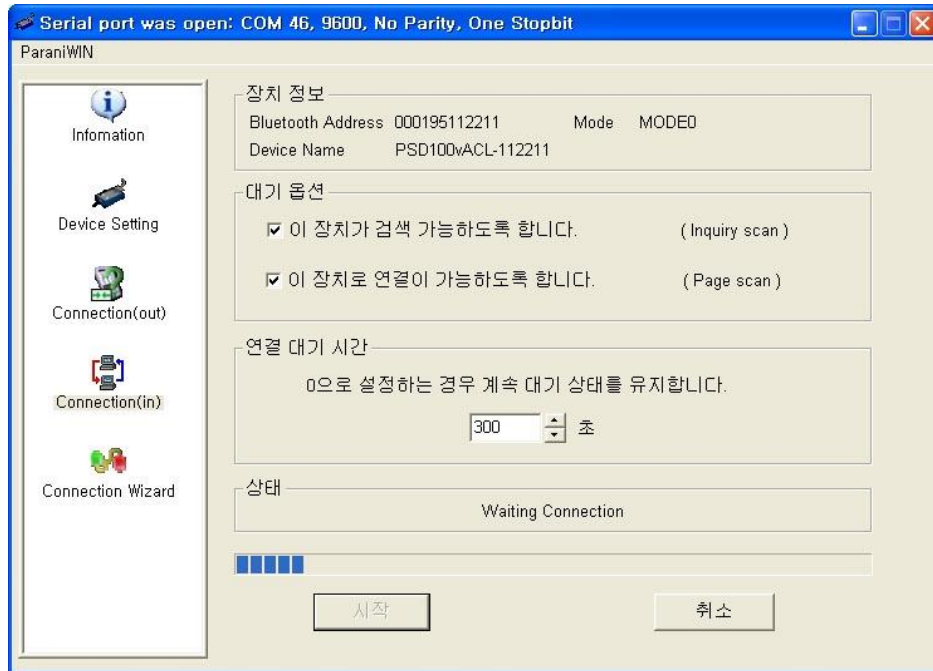 Serial port was open: COM 46, 9600, No Parity, One Stopbit
ParaniWIN
Infomation
Device Setting
Connection(out)
Connection(in)
Connection Wizard
장치 정보
Bluetooth Address 000195112211 Mode MODE0
Device Name PSD100vACL-112211
대기 옵션
이 장치가 검색 가능하도록 합니다. ( Inquiry scan )
이 장치로 연결이 가능하도록 합니다. ( Page scan )
연결 대기 시간
0으로 설정하는 경우 계속 대기 상태를 유지합니다.
300 초
상태
Waiting Connection
시작 취소